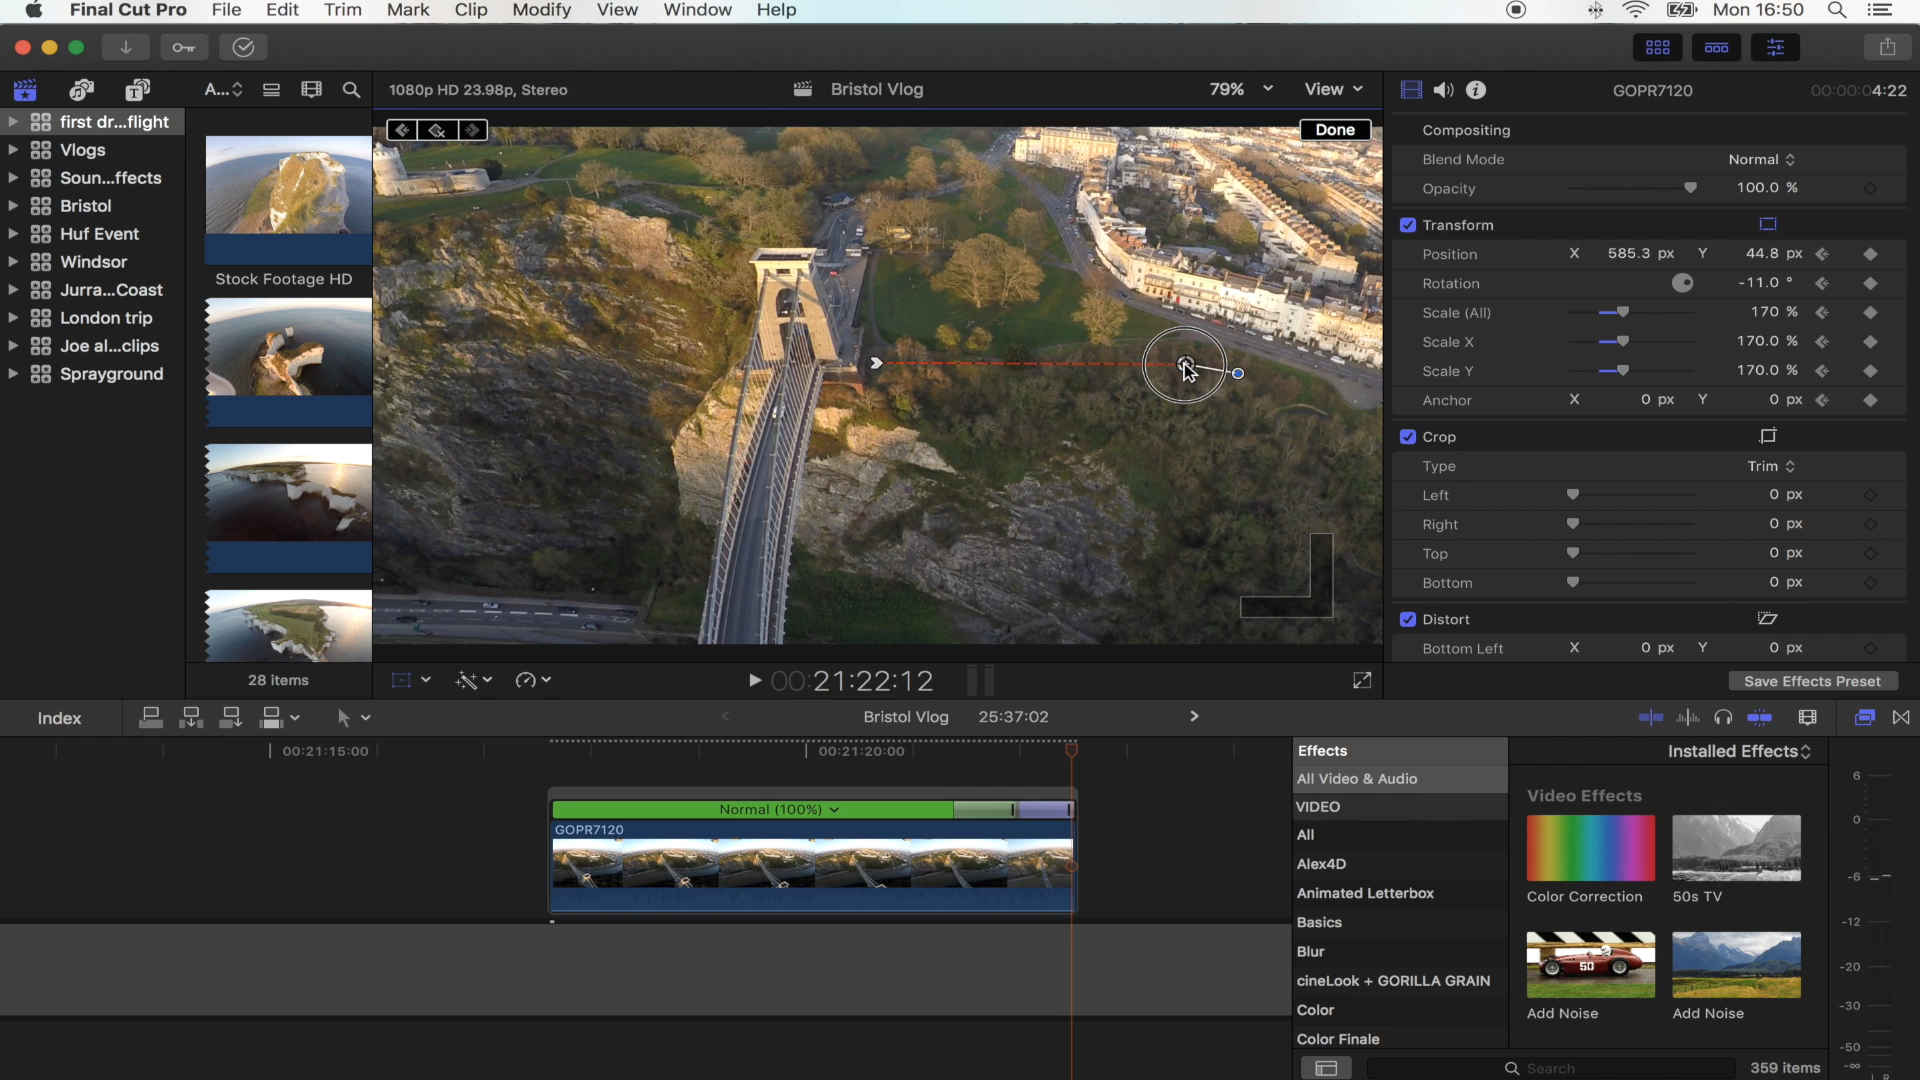 Final Cut Pro File Edit Trim Mark Clip Modify View Window Help Mon 16:50
A... 1080p HD 23.98p, Stereo Bristol Vlog 79% View GOPR7120 00:00:04:22
first dr...flight
Vlogs
Soun...ffects
Bristol
Huf Event
Windsor
Jurra...Coast
London trip
Joe al...clips
Sprayground
Stock Footage HD
28 items
Done
00:21:22:12
Compositing
Blend Mode Normal
Opacity 100.0 %
Transform
Position X 585.3 px Y 44.8 px
Rotation -11.0 °
Scale (All) 170 %
Scale X 170.0 %
Scale Y 170.0 %
Anchor X 0 px Y 0 px
Crop
Type Trim
Left 0 px
Right 0 px
Top 0 px
Bottom 0 px
Distort
Bottom Left X 0 px Y 0 px
Save Effects Preset
Index Bristol Vlog 25:37:02
00:21:15:00 00:21:20:00
Normal (100%)
GOPR7120
Effects
All Video & Audio
VIDEO
All
Alex4D
Animated Letterbox
Basics
Blur
cineLook + GORILLA GRAIN
Color
Color Finale
Installed Effects
Video Effects
Color Correction 50s TV
50
Add Noise Add Noise
Search 359 items
6
0
-6
-12
-20
-30
-50
-∞
L R